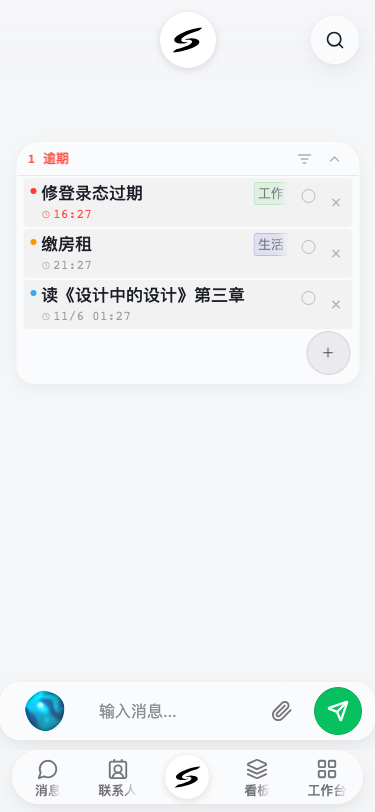 1 逾期
修登录态过期 工作
16:27
缴房租 生活
21:27
读《设计中的设计》第三章
11/6 01:27
输入消息...
消息 联系人 看板 工作台